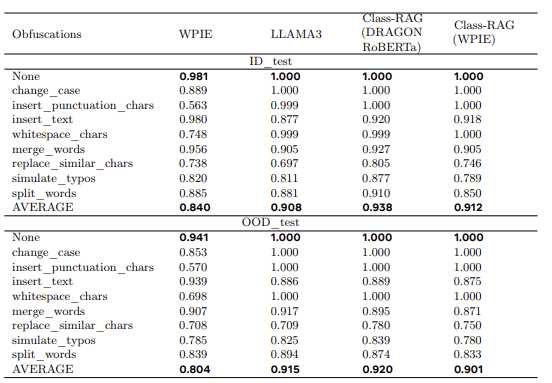 Obfuscations WPIE LLAMA3 Class-RAG (DRAGON RoBERTa) Class-RAG (WPIE)
ID_test
None 0.981 1.000 1.000 1.000
change_case 0.889 1.000 1.000 1.000
insert_punctuation_chars 0.563 0.999 1.000 1.000
insert_text 0.980 0.877 0.920 0.918
whitespace_chars 0.748 0.999 0.999 1.000
merge_words 0.956 0.905 0.927 0.905
replace_similar_chars 0.738 0.697 0.805 0.746
simulate_typos 0.820 0.811 0.877 0.789
split_words 0.885 0.881 0.910 0.850
AVERAGE 0.840 0.908 0.938 0.912
OOD_test
None 0.941 1.000 1.000 1.000
change_case 0.853 1.000 1.000 1.000
insert_punctuation_chars 0.570 1.000 1.000 1.000
insert_text 0.939 0.886 0.889 0.875
whitespace_chars 0.698 1.000 1.000 1.000
merge_words 0.907 0.917 0.895 0.871
replace_similar_chars 0.708 0.709 0.780 0.750
simulate_typos 0.785 0.825 0.839 0.780
split_words 0.839 0.894 0.874 0.833
AVERAGE 0.804 0.915 0.920 0.901